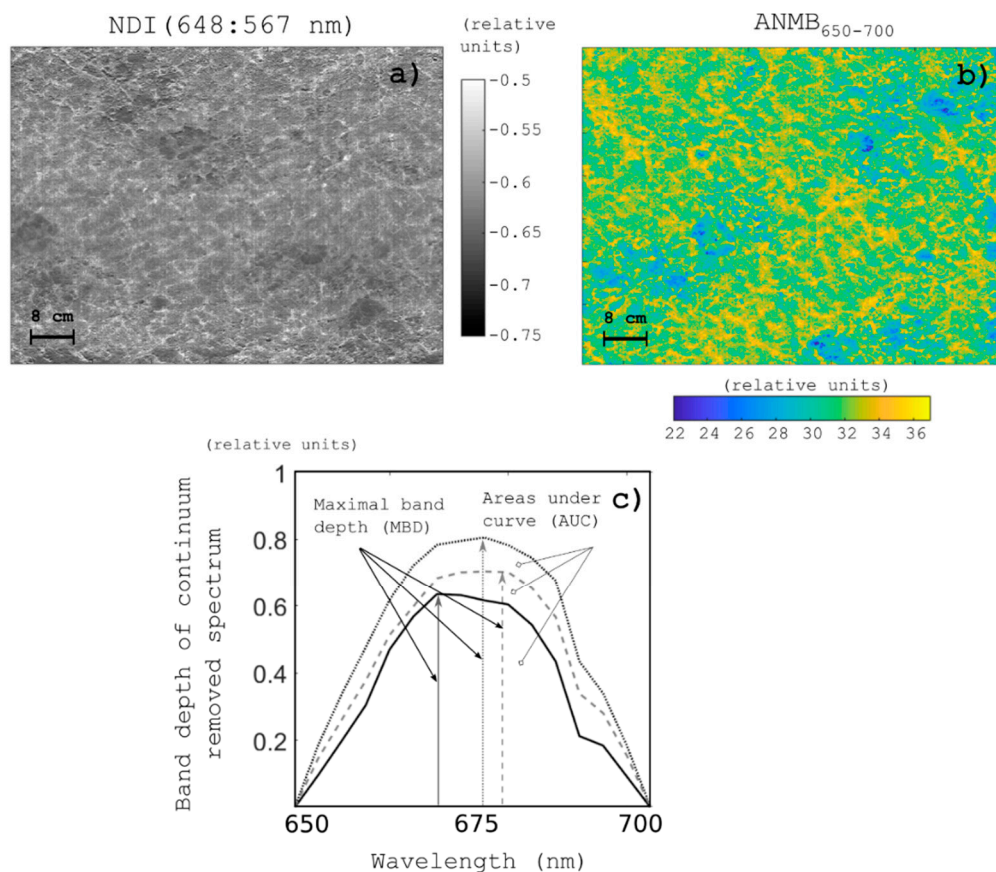 NDI(648:567 nm)
a)
8 cm
(relative
units)
-0.5
-0.55
-0.6
-0.65
-0.7
-0.75
ANMB650-700
b)
8 cm
(relative units)
22 24 26 28 30 32 34 36
(relative units)
c)
Maximal band
depth (MBD)
Areas under
curve (AUC)
1
0.8
0.6
0.4
0.2
Band depth of continuum
removed spectrum
650 675 700
Wavelength (nm)